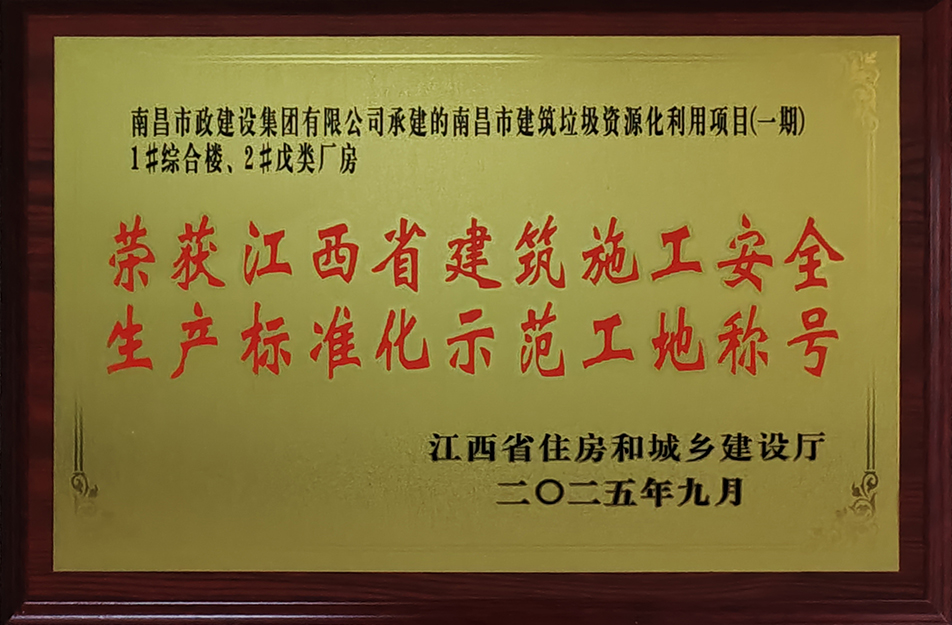 南昌市政建设集团有限公司承建的南昌市建筑垃圾资源化利用项目(一期)
1#综合楼、2#戊类厂房
荣获江西省建筑施工安全
生产标准化示范工地称号
江西省住房和城乡建设厅
二〇二五年九月